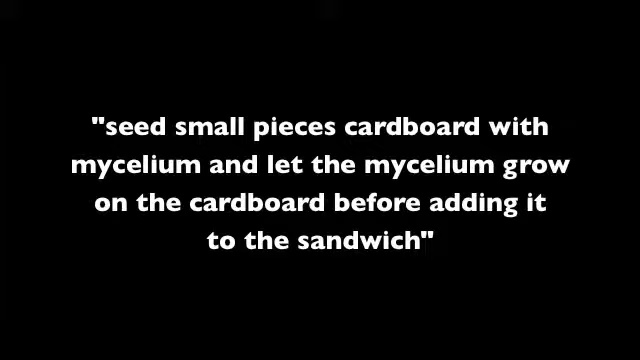 "seed small pieces cardboard with
mycelium and let the mycelium grow
on the cardboard before adding it
to the sandwich"